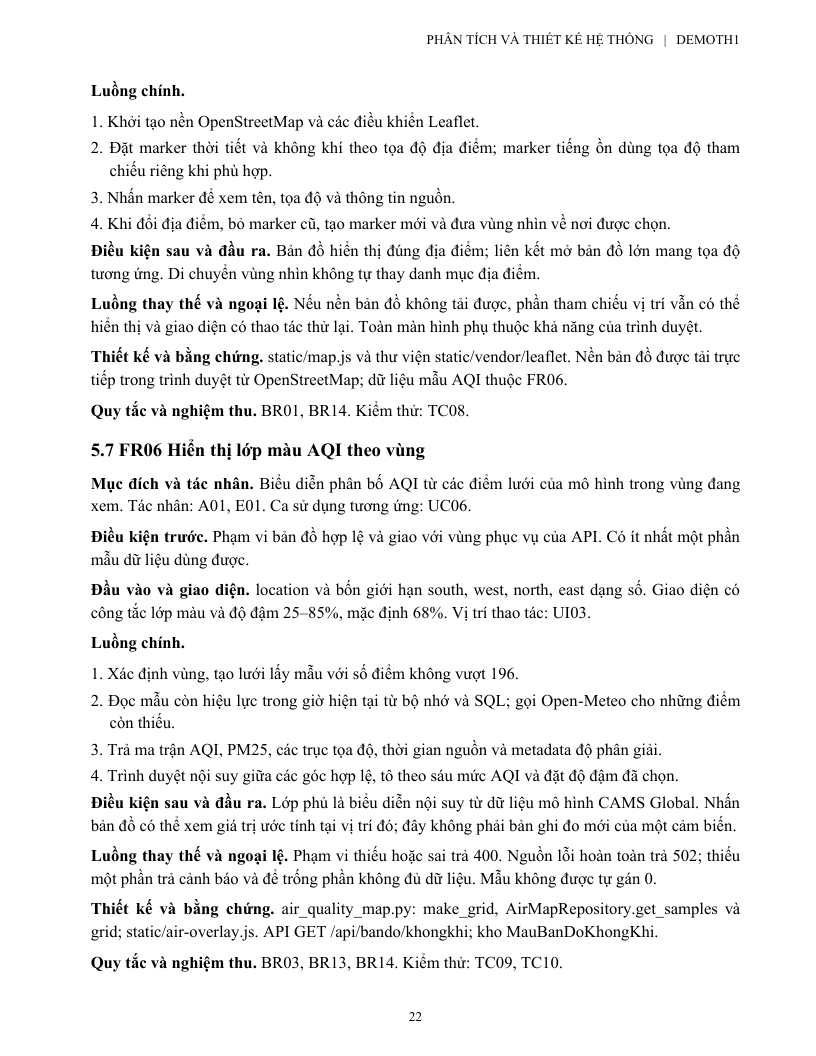 PHÂN TÍCH VÀ THIẾT KẾ HỆ THỐNG | DEMOTH1
Luồng chính.
1. Khởi tạo nền OpenStreetMap và các điều khiển Leaflet.
2. Đặt marker thời tiết và không khí theo tọa độ địa điểm; marker tiếng ồn dùng tọa độ tham
chiếu riêng khi phù hợp.
3. Nhấn marker để xem tên, tọa độ và thông tin nguồn.
4. Khi đổi địa điểm, bỏ marker cũ, tạo marker mới và đưa vùng nhìn về nơi được chọn.
Điều kiện sau và đầu ra. Bản đồ hiển thị đúng địa điểm; liên kết mở bản đồ lớn mang tọa độ
tương ứng. Di chuyển vùng nhìn không tự thay danh mục địa điểm.
Luồng thay thế và ngoại lệ. Nếu nền bản đồ không tải được, phần tham chiếu vị trí vẫn có thể
hiển thị và giao diện có thao tác thử lại. Toàn màn hình phụ thuộc khả năng của trình duyệt.
Thiết kế và bằng chứng. static/map.js và thư viện static/vendor/leaflet. Nền bản đồ được tải trực
tiếp trong trình duyệt từ OpenStreetMap; dữ liệu mẫu AQI thuộc FR06.
Quy tắc và nghiệm thu. BR01, BR14. Kiểm thử: TC08.
5.7 FR06 Hiển thị lớp màu AQI theo vùng
Mục đích và tác nhân. Biểu diễn phân bố AQI từ các điểm lưới của mô hình trong vùng đang
xem. Tác nhân: A01, E01. Ca sử dụng tương ứng: UC06.
Điều kiện trước. Phạm vi bản đồ hợp lệ và giao với vùng phục vụ của API. Có ít nhất một phần
mẫu dữ liệu dùng được.
Đầu vào và giao diện. location và bốn giới hạn south, west, north, east dạng số. Giao diện có
công tắc lớp màu và độ đậm 25–85%, mặc định 68%. Vị trí thao tác: UI03.
Luồng chính.
1. Xác định vùng, tạo lưới lấy mẫu với số điểm không vượt 196.
2. Đọc mẫu còn hiệu lực trong giờ hiện tại từ bộ nhớ và SQL; gọi Open-Meteo cho những điểm
còn thiếu.
3. Trả ma trận AQI, PM25, các trục tọa độ, thời gian nguồn và metadata độ phân giải.
4. Trình duyệt nội suy giữa các góc hợp lệ, tô theo sáu mức AQI và đặt độ đậm đã chọn.
Điều kiện sau và đầu ra. Lớp phủ là biểu diễn nội suy từ dữ liệu mô hình CAMS Global. Nhấn
bản đồ có thể xem giá trị ước tính tại vị trí đó; đây không phải bản ghi đo mới của một cảm biến.
Luồng thay thế và ngoại lệ. Phạm vi thiếu hoặc sai trả 400. Nguồn lỗi hoàn toàn trả 502; thiếu
một phần trả cảnh báo và để trống phần không đủ dữ liệu. Mẫu không được tự gán 0.
Thiết kế và bằng chứng. air_quality_map.py: make_grid, AirMapRepository.get_samples và
grid; static/air-overlay.js. API GET /api/bando/khongkhi; kho MauBanDoKhongKhi.
Quy tắc và nghiệm thu. BR03, BR13, BR14. Kiểm thử: TC09, TC10.
22